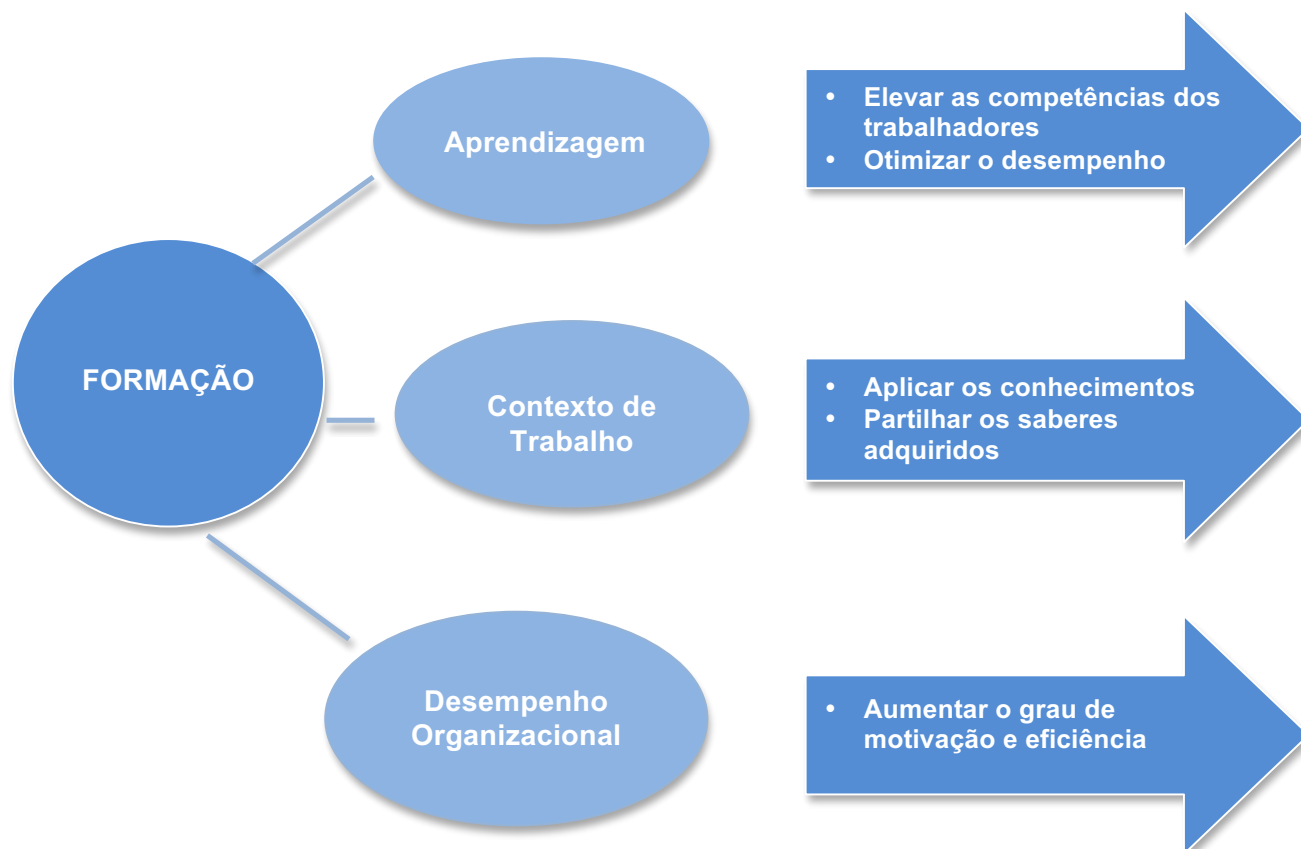 Aprendizagem
• Elevar as competências dos
trabalhadores
• Otimizar o desempenho
FORMAÇÃO
Contexto de
Trabalho
• Aplicar os conhecimentos
• Partilhar os saberes
adquiridos
Desempenho
Organizacional
• Aumentar o grau de
motivação e eficiência